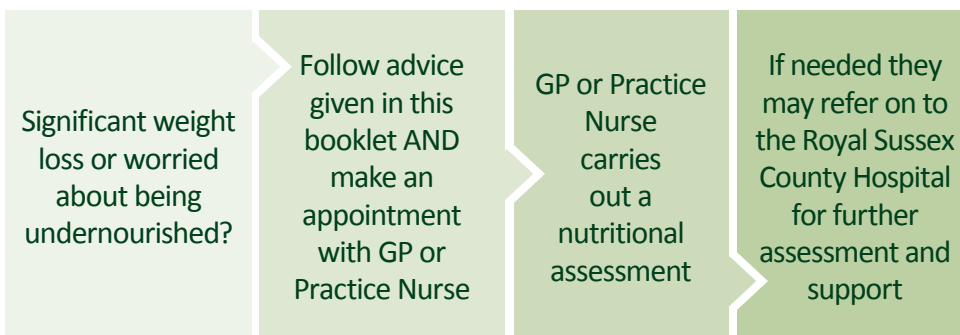 Significant weight
loss or worried
about being
undernourished?
Follow advice
given in this
booklet AND
make an
appointment
with GP or
Practice Nurse
GP or Practice
Nurse
carries
out a
nutritional
assessment
If needed they
may refer on to
the Royal Sussex
County Hospital
for further
assessment and
support